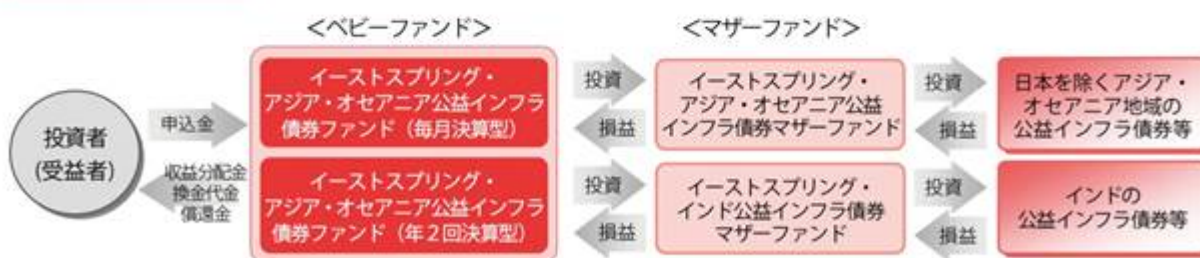 <ベビーファンド>
<マザーファンド>
投資者
(受益者)
申込金
収益分配金
換金代金
償還金
イーストスプリング・
アジア・オセアニア公益インフラ
債券ファンド（毎月決算型）
イーストスプリング・
アジア・オセアニア公益インフラ
債券ファンド（年２回決算型）
投資
損益
投資
損益
イーストスプリング・
アジア・オセアニア公益
インフラ債券マザーファンド
イーストスプリング・
インド公益インフラ債券
マザーファンド
投資
損益
投資
損益
日本を除くアジア・
オセアニア地域の
公益インフラ債券等
インドの
公益インフラ債券等